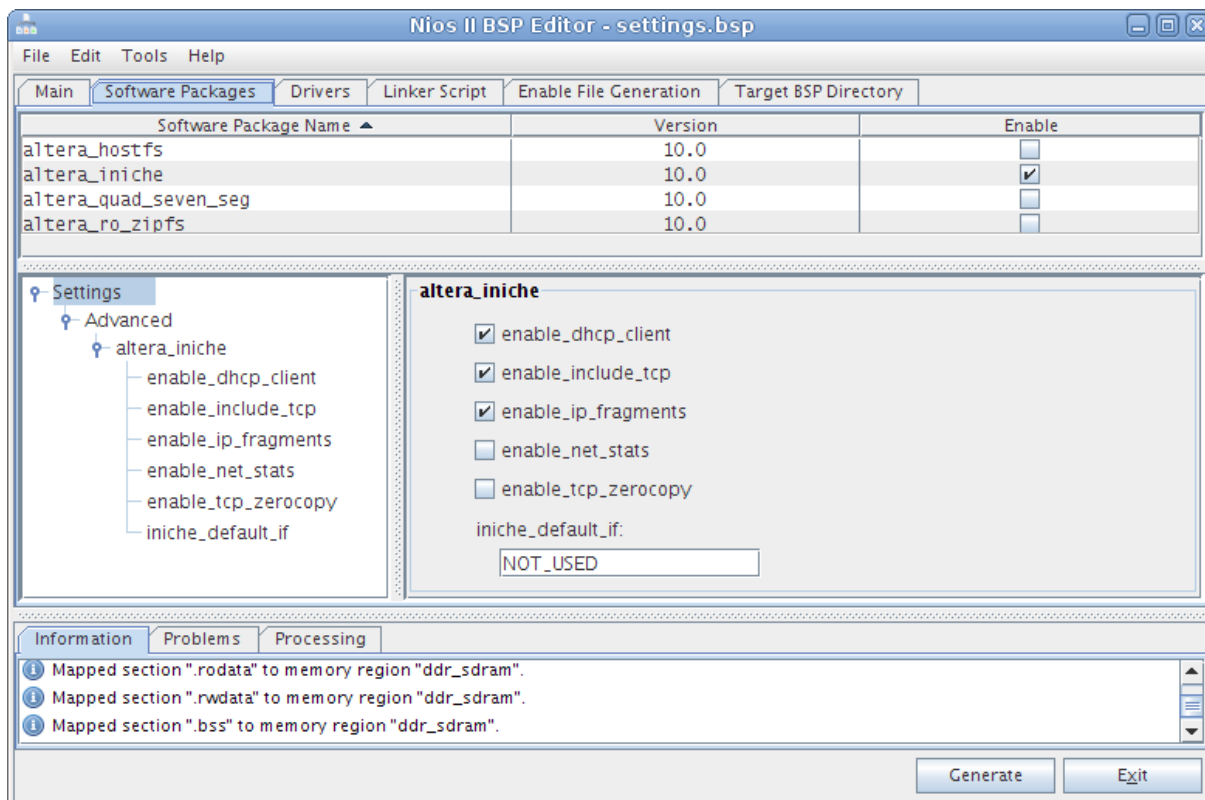 Nios II BSP Editor - settings.bsp
File Edit Tools Help
Main Software Packages Drivers Linker Script Enable File Generation Target BSP Directory
Software Package Name Version Enable
altera_hostfs 10.0
altera_iniche 10.0
altera_quad_seven_seg 10.0
altera_ro_zipfs 10.0
Settings
Advanced
altera_iniche
enable_dhcp_client
enable_include_tcp
enable_ip_fragments
enable_net_stats
enable_tcp_zerocopy
iniche_default_if
altera_iniche
enable_dhcp_client
enable_include_tcp
enable_ip_fragments
enable_net_stats
enable_tcp_zerocopy
iniche_default_if:
NOT_USED
Information Problems Processing
Mapped section ".rodata" to memory region "ddr_sdram".
Mapped section ".rwdata" to memory region "ddr_sdram".
Mapped section ".bss" to memory region "ddr_sdram".
Generate Exit